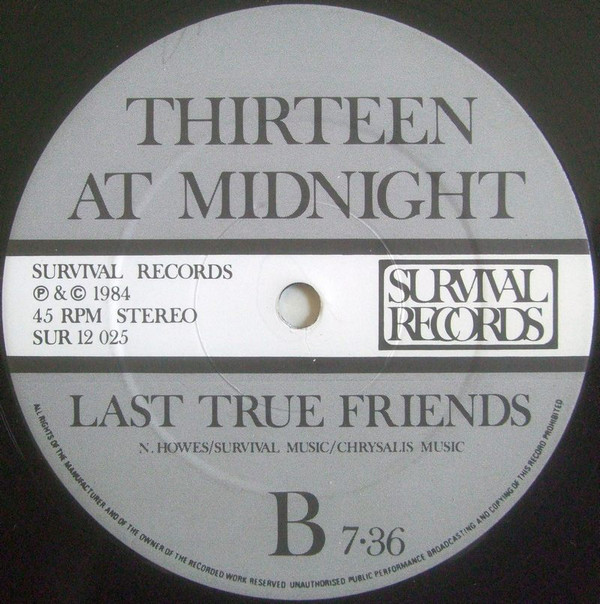 THIRTEEN
AT MIDNIGHT
SURVIVAL RECORDS
℗ & © 1984
45 RPM STEREO
SUR 12 025
SURVIVAL
RECORDS
LAST TRUE FRIENDS
N. HOWES/SURVIVAL MUSIC/CHRYSALIS MUSIC
B 7·36
ALL RIGHTS OF THE MANUFACTURER AND OF THE OWNER OF THE RECORDED WORK RESERVED UNAUTHORISED PUBLIC PERFORMANCE BROADCASTING AND COPYING OF THIS RECORD PROHIBITED